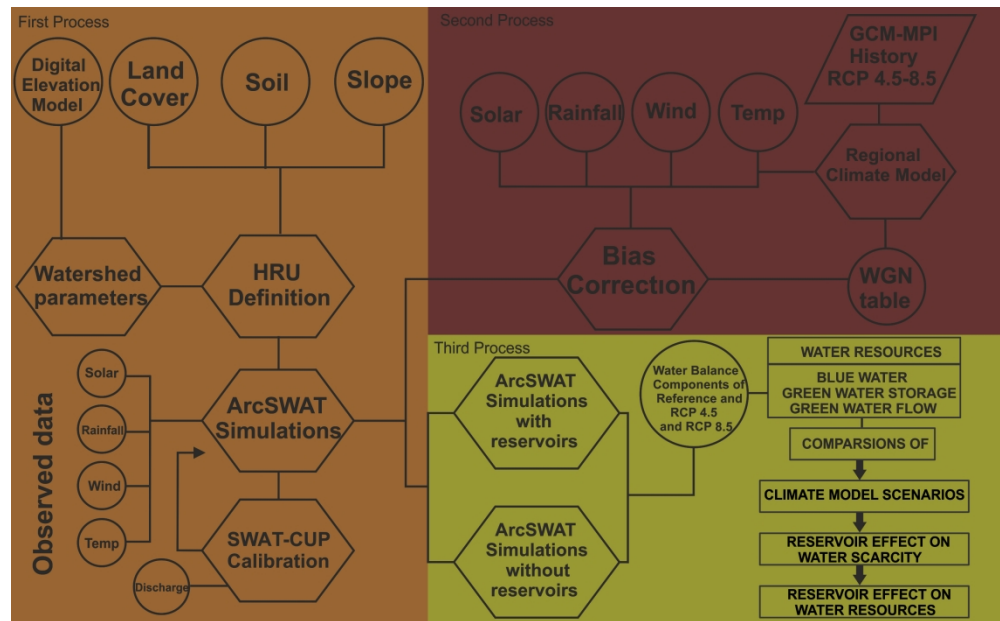 First Process
Digital
Elevation
Model
Land
Cover
Soil
Slope
Watershed
parameters
HRU
Definition
Observed data
Solar
Rainfall
Wind
Temp
ArcSWAT
Simulations
SWAT-CUP
Calibration
Discharge
Second Process
GCM-MPI
History
RCP 4.5-8.5
Solar
Rainfall
Wind
Temp
Regional
Climate Model
Bias
Correction
WGN
table
Third Process
ArcSWAT
Simulations
with
reservoirs
ArcSWAT
Simulations
without
reservoirs
Water Balance
Components of
Reference and
RCP 4.5
and RCP 8.5
WATER RESOURCES
BLUE WATER
GREEN WATER STORAGE
GREEN WATER FLOW
COMPARSIONS OF
CLIMATE MODEL SCENARIOS
RESERVOIR EFFECT ON
WATER SCARCITY
RESERVOIR EFFECT ON
WATER RESOURCES